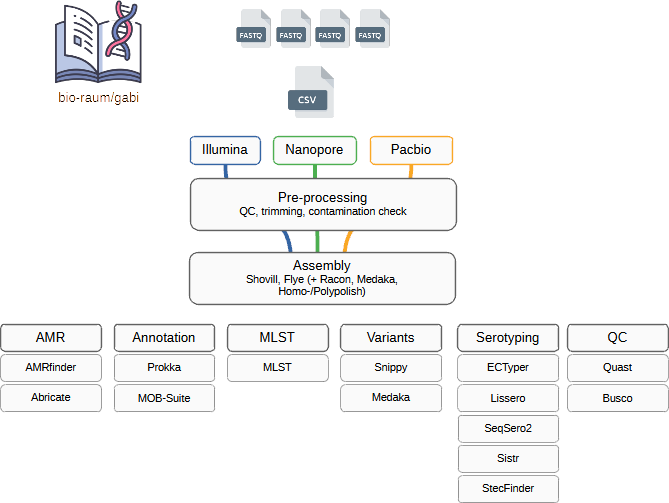 bio-raum/gabi
FASTQ FASTQ FASTQ FASTQ
CSV
Illumina Nanopore Pacbio
Pre-processing
QC, trimming, contamination check
Assembly
Shovill, Flye (+ Racon, Medaka,
Homo-/Polypolish)
AMR Annotation MLST Variants Serotyping QC
AMRfinder Prokka MLST Snippy ECTyper Quast
Abricate MOB-Suite Medaka Lissero Busco
SeqSero2
Sistr
StecFinder